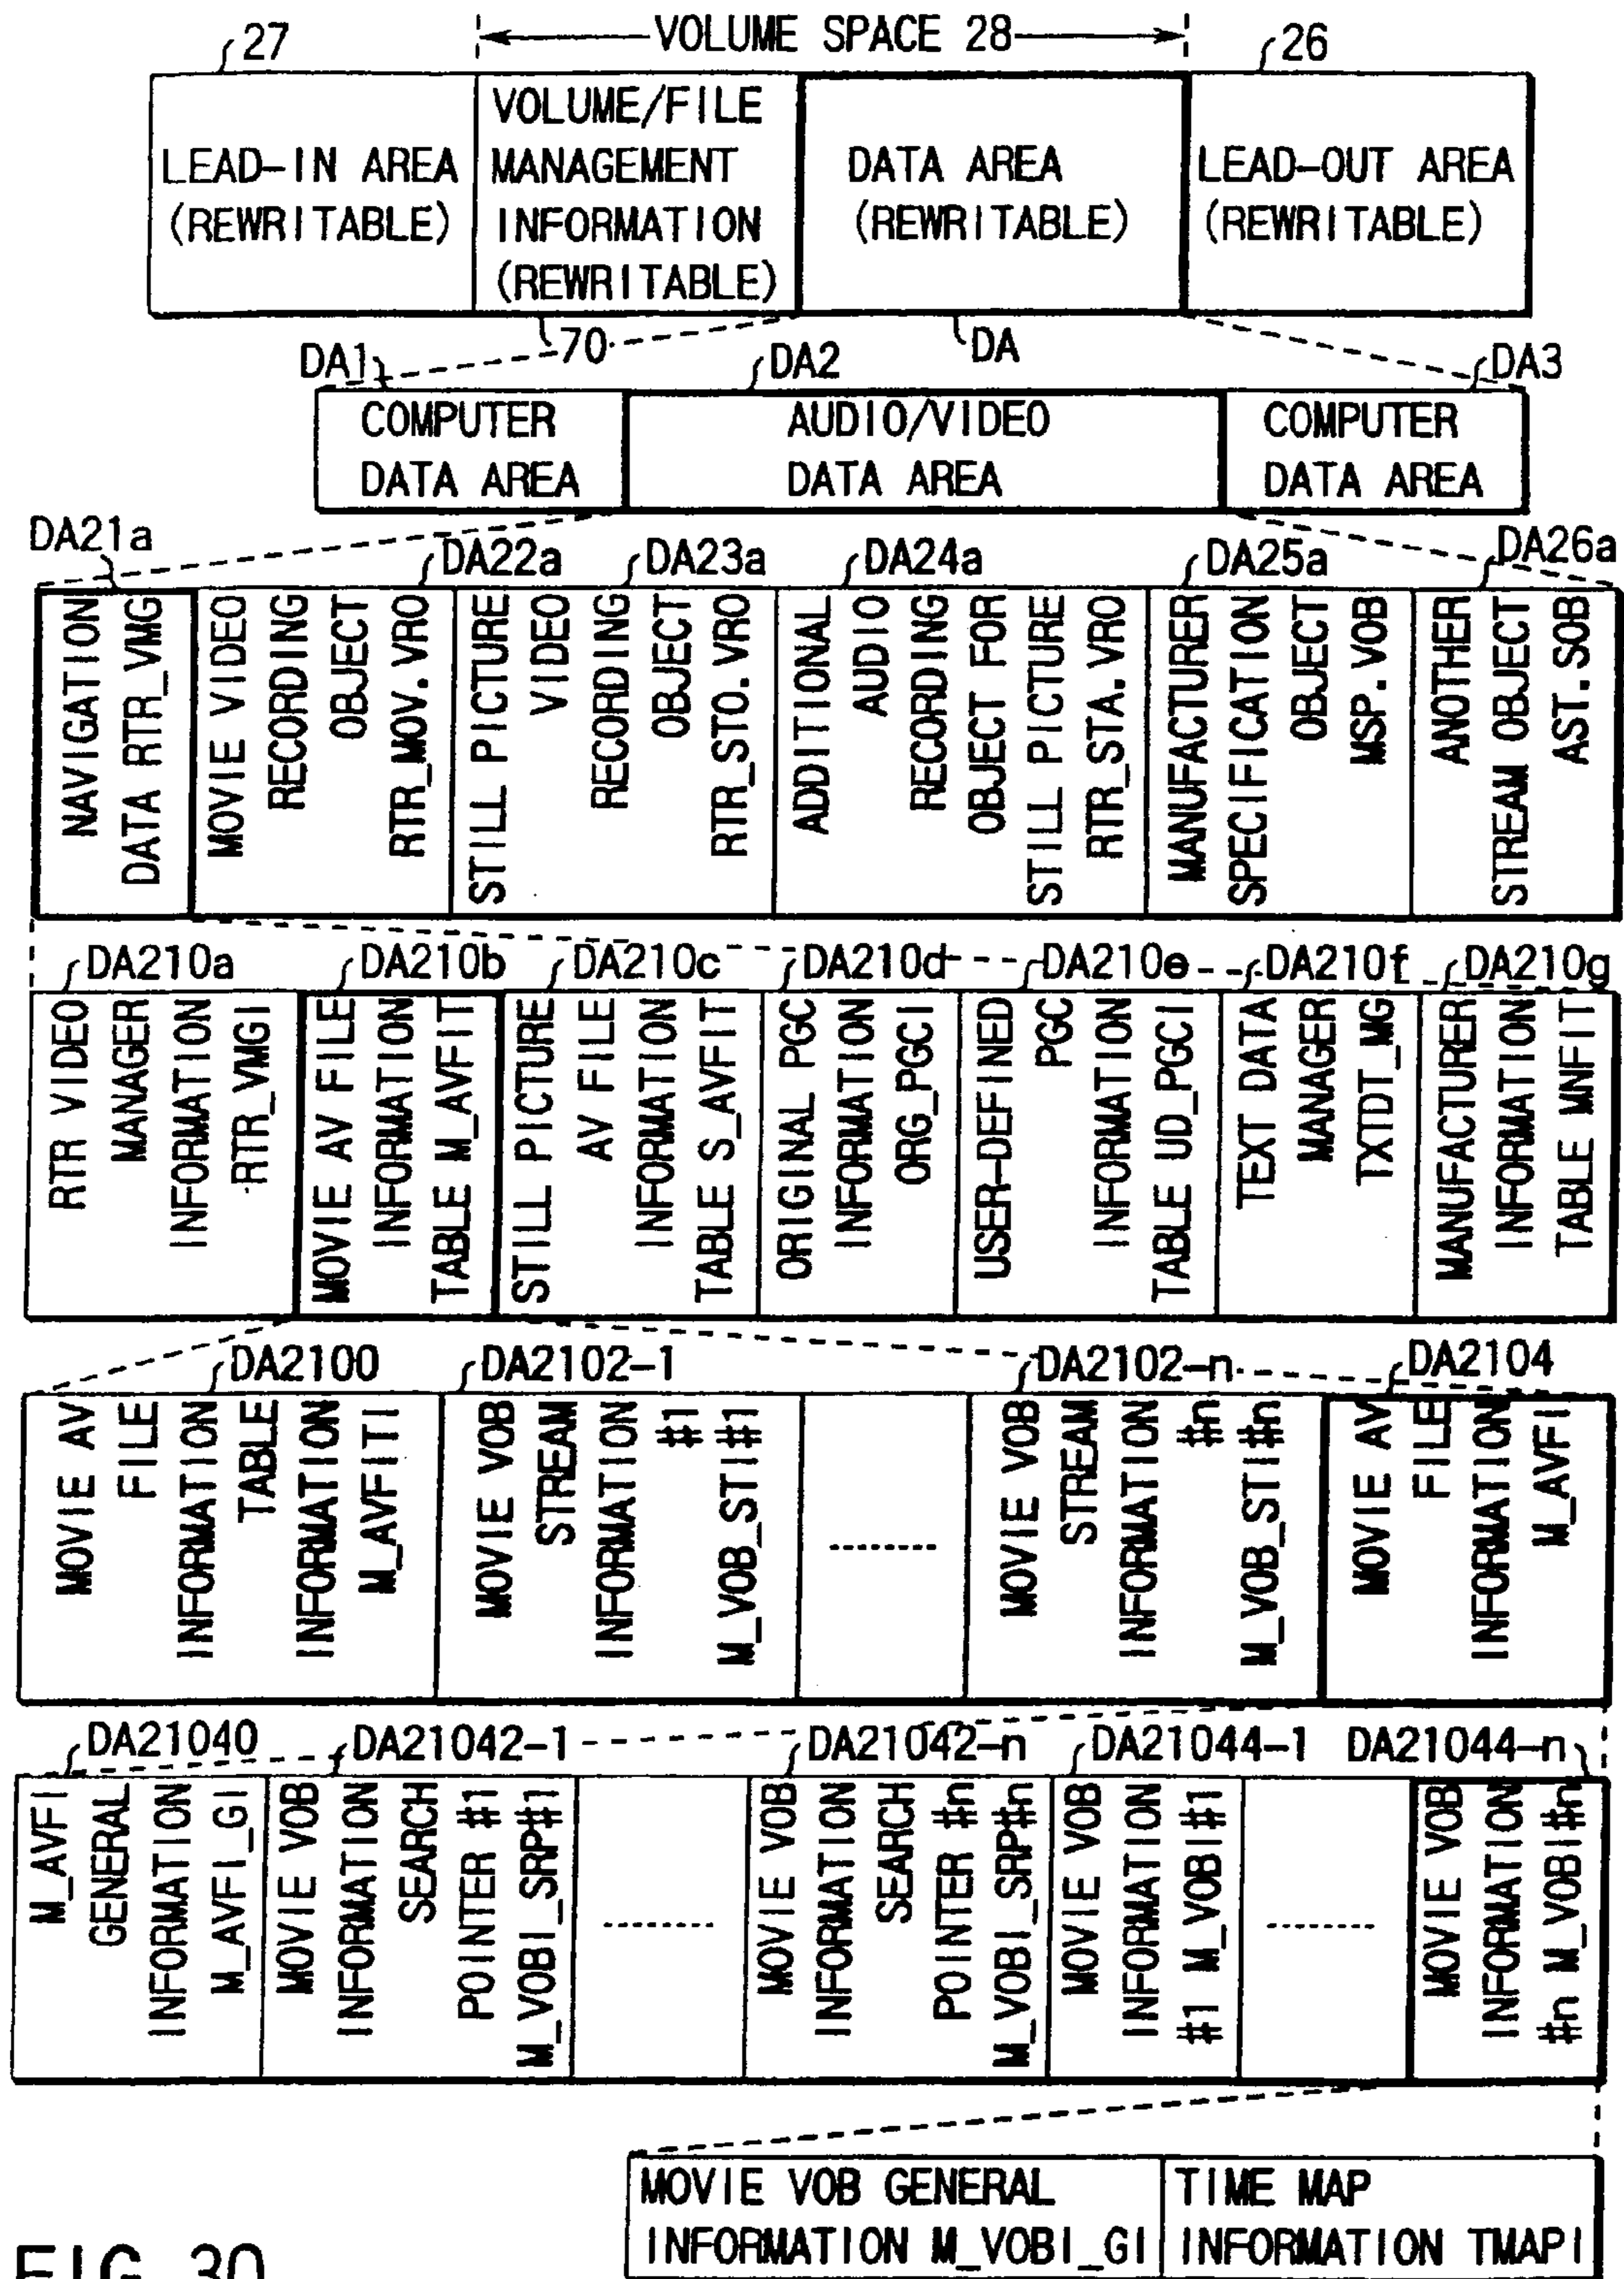 27
VOLUME SPACE 28
26
LEAD-IN AREA
(REWRITABLE)
VOLUME/FILE
MANAGEMENT
INFORMATION
(REWRITABLE)
DATA AREA
(REWRITABLE)
LEAD-OUT AREA
(REWRITABLE)
70
DA
DA1
DA2
DA3
COMPUTER
DATA AREA
AUDIO/VIDEO
DATA AREA
COMPUTER
DATA AREA
DA21a
DA22a
DA23a
DA24a
DA25a
DA26a
NAVIGATION
DATA RTR_VMG
MOVIE VIDEO
RECORDING
OBJECT
RTR_MOV.VRO
STILL PICTURE
VIDEO
RECORDING
OBJECT
RTR_STO.VRO
ADDITIONAL
AUDIO
RECORDING
OBJECT FOR
STILL PICTURE
RTR_STA.VRO
MANUFACTURER
SPECIFICATION
OBJECT
MSP.VOB
ANOTHER
STREAM OBJECT
AST.SOB
DA210a
DA210b
DA210c
DA210d
DA210e
DA210f
DA210g
RTR VIDEO
MANAGER
INFORMATION
RTR_VMGI
MOVIE AV FILE
INFORMATION
TABLE M_AVFIT
STILL PICTURE
AV FILE
INFORMATION
TABLE S_AVFIT
ORIGINAL PGC
INFORMATION
ORG_PGCI
USER-DEFINED
PGC
INFORMATION
TABLE UD_PGCI
TEXT DATA
MANAGER
TXTDT_MG
MANUFACTURER
INFORMATION
TABLE MNFIT
DA2100
DA2102-1
DA2102-n
DA2104
MOVIE AV
FILE
INFORMATION
TABLE
INFORMATION
M_AVFITI
MOVIE VOB
STREAM
INFORMATION
#1
M_VOB_STI#1
MOVIE VOB
STREAM
INFORMATION
#n
M_VOB_STI#n
MOVIE AV
FILE
INFORMATION
M_AVFI
DA21040
DA21042-1
DA21042-n
DA21044-1
DA21044-n
M_AVFI
GENERAL
INFORMATION
M_AVFI_GI
MOVIE VOB
INFORMATION
SEARCH
POINTER #1
M_VOBI_SRP#1
MOVIE VOB
INFORMATION
SEARCH
POINTER #n
M_VOBI_SRP#n
MOVIE VOB
INFORMATION
#1 M_VOBI#1
MOVIE VOB
INFORMATION
#n M_VOBI#n
MOVIE VOB GENERAL
INFORMATION M_VOBI_GI
TIME MAP
INFORMATION TMAPI
FIG. 30